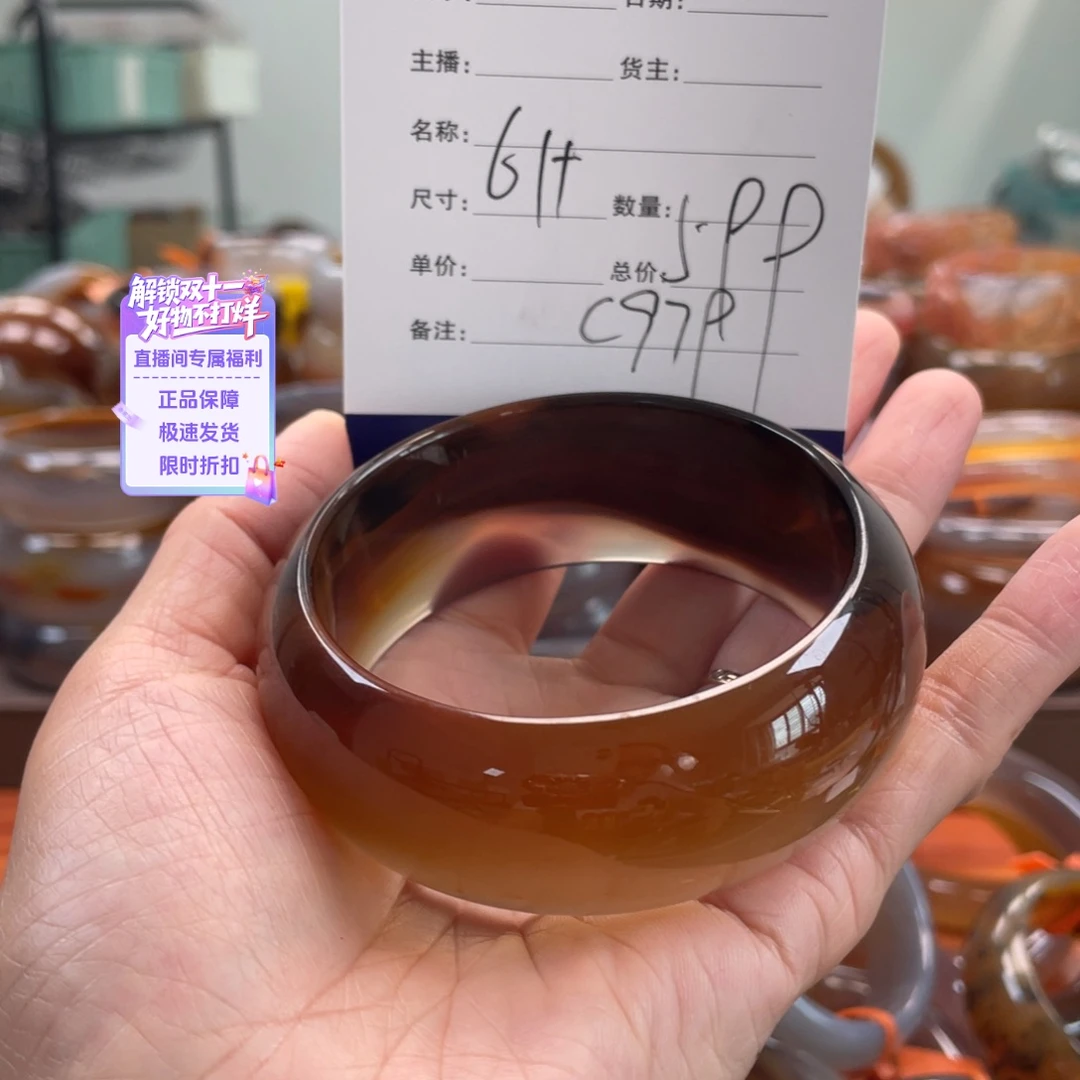 日期:
主播: 货主:
名称:
尺寸: 61+ 数量:
单价: 总价:
C97P
备注:
解锁双十一
好物不打烊
直播间专属福利
正品保障
极速发货
限时折扣